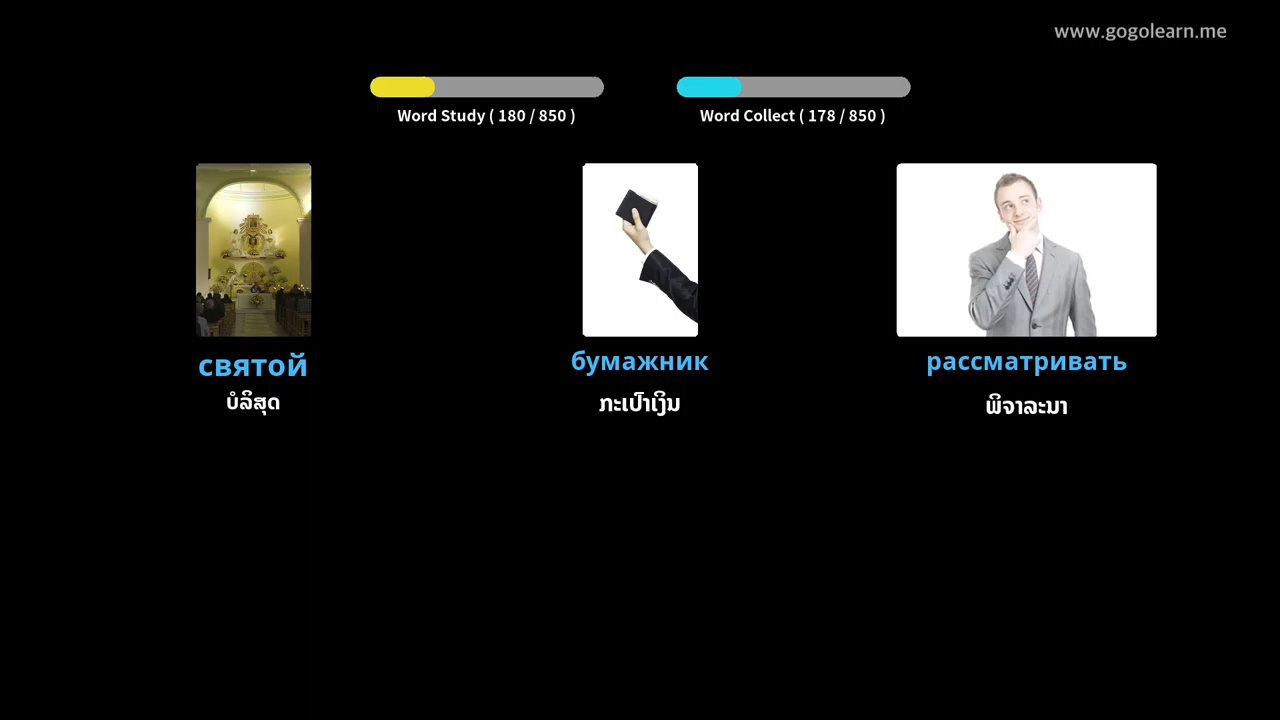 www.gogolearn.me
Word Study ( 180 / 850 )
Word Collect ( 178 / 850 )
святой
бумажник
рассматривать
ບໍລິສຸດ
ກະເປົາເງິນ
ພິຈາລະນາ